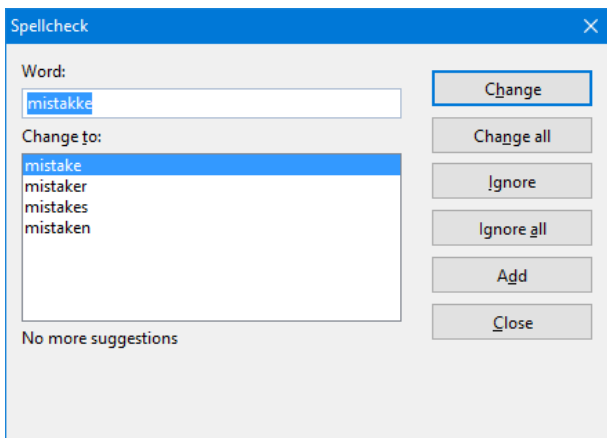 Spellcheck
Word:
mistakke
Change to:
mistake
mistaker
mistakes
mistaken
No more suggestions
Change
Change all
Ignore
Ignore all
Add
Close